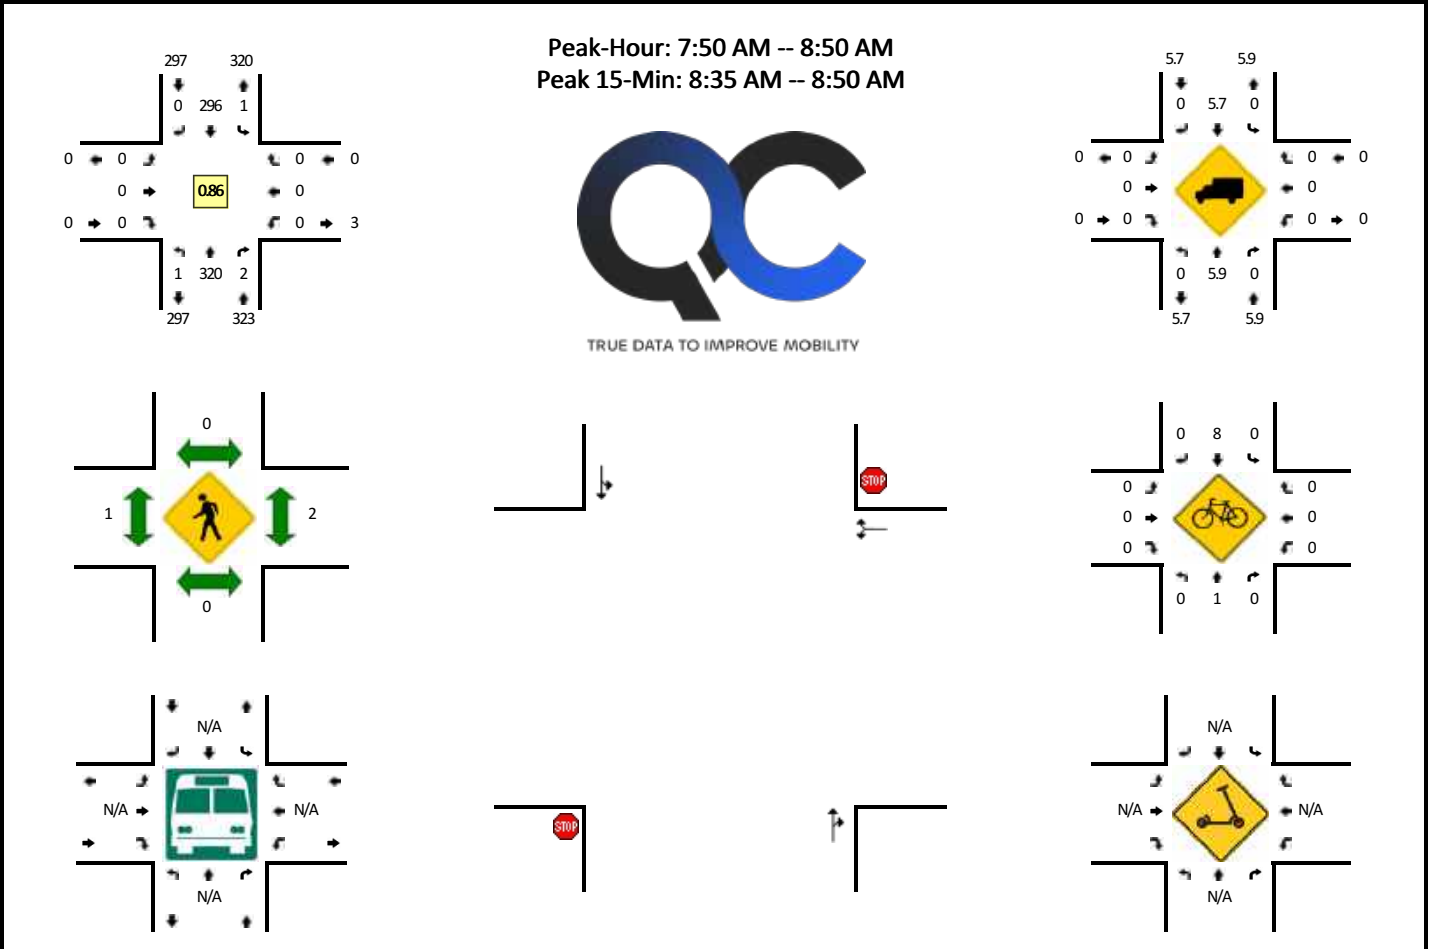 Peak-Hour: 7:50 AM -- 8:50 AM
Peak 15-Min: 8:35 AM -- 8:50 AM
297 320
0 296 1
0 0 0 0
0 0.86 0
0 0 0 3
1 320 2
297 323
TRUE DATA TO IMPROVE MOBILITY
5.7 5.9
0 5.7 0
0 0 0 0
0 0
0 0 0 0
0 5.9 0
5.7 5.9
0
1 2
0
STOP
STOP
0 8 0
0 0
0 0
0 0
0 1 0
N/A
N/A N/A
N/A
N/A
N/A N/A
N/A